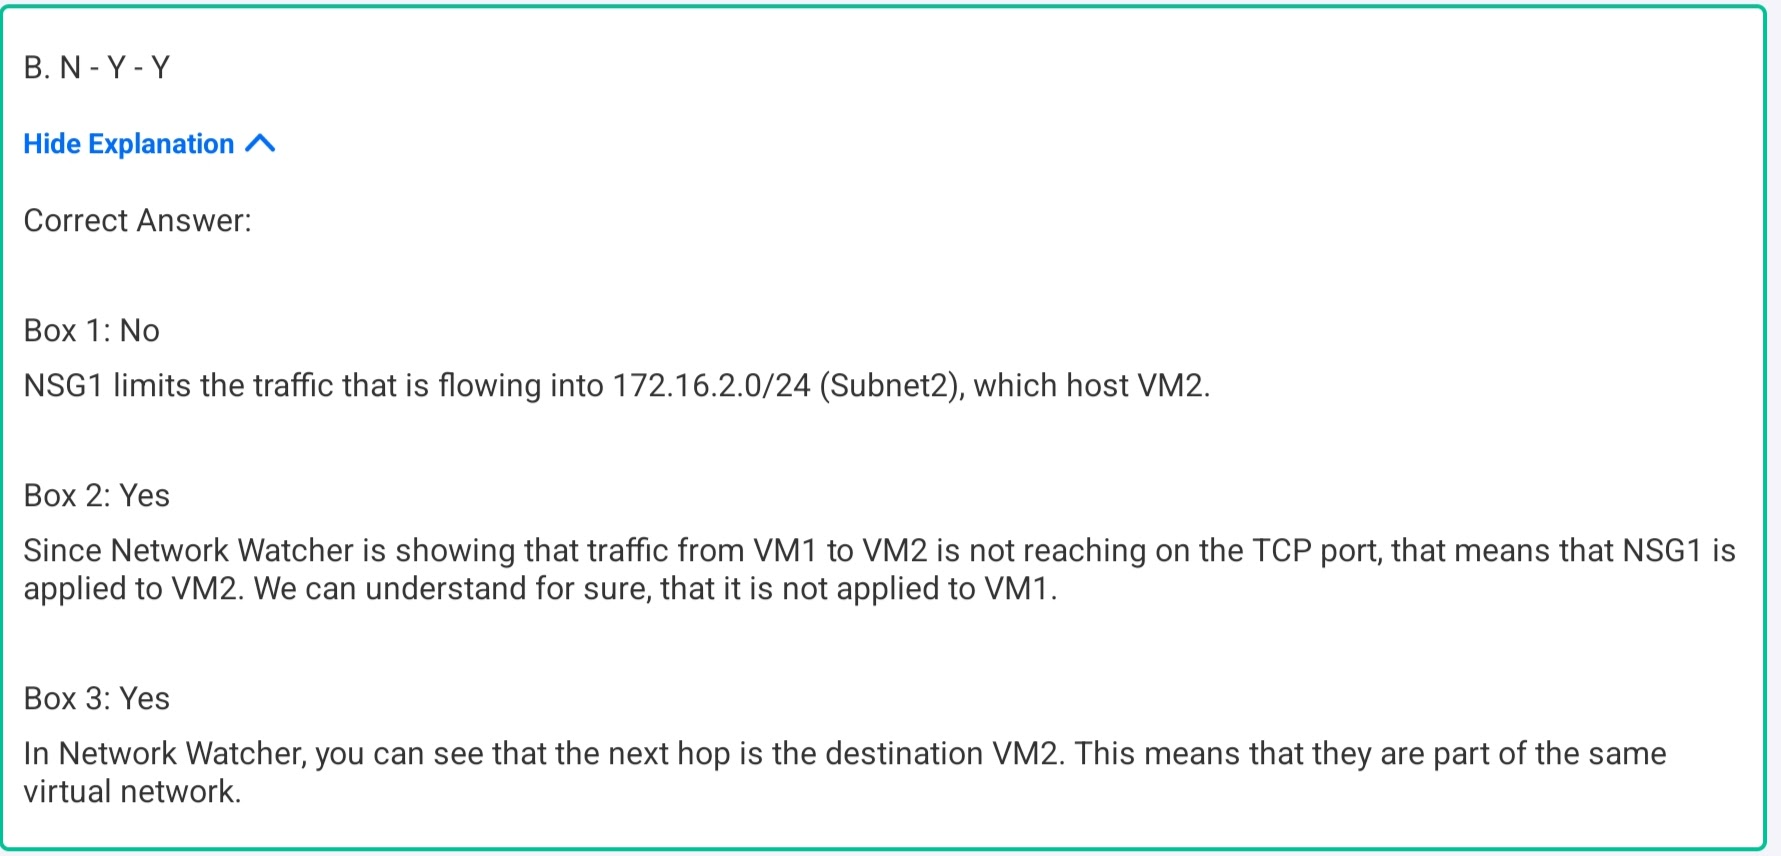 B. N - Y - Y
Hide Explanation
Correct Answer:
Box 1: No
NSG1 limits the traffic that is flowing into 172.16.2.0/24 (Subnet2), which host VM2.
Box 2: Yes
Since Network Watcher is showing that traffic from VM1 to VM2 is not reaching on the TCP port, that means that NSG1 is
applied to VM2. We can understand for sure, that it is not applied to VM1.
Box 3: Yes
In Network Watcher, you can see that the next hop is the destination VM2. This means that they are part of the same
virtual network.